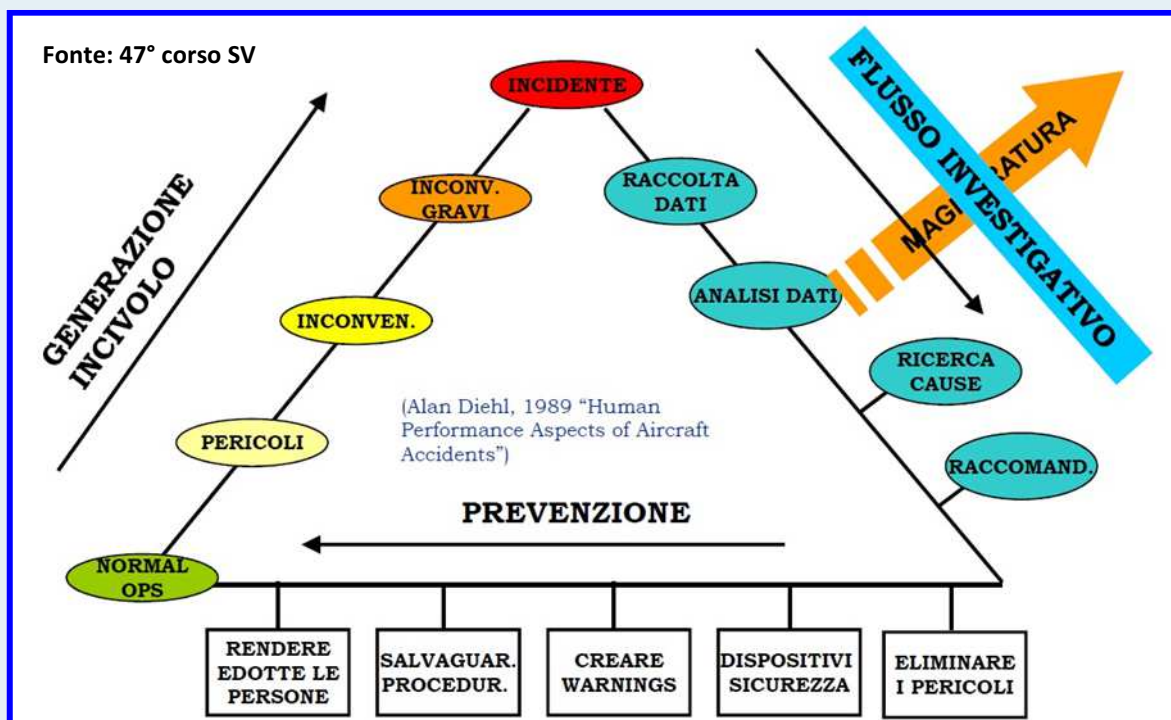 Fonte: 47° corso SV
INCIDENTE
INCONV.
GRAVI
INCONVEN.
PERICOLI
NORMAL
OPS
GENERAZIONE
INCIVOLO
RACCOLTA
DATI
ANALISI DATI
RICERCA
CAUSE
RACCOMAND.
FLUSSO INVESTIGATIVO
MAGI RATURA
(Alan Diehl, 1989 “Human
Performance Aspects of Aircraft
Accidents”)
PREVENZIONE
RENDERE
EDOTTE LE
PERSONE
SALVAGUAR.
PROCEDUR.
CREARE
WARNINGS
DISPOSITIVI
SICUREZZA
ELIMINARE
I PERICOLI